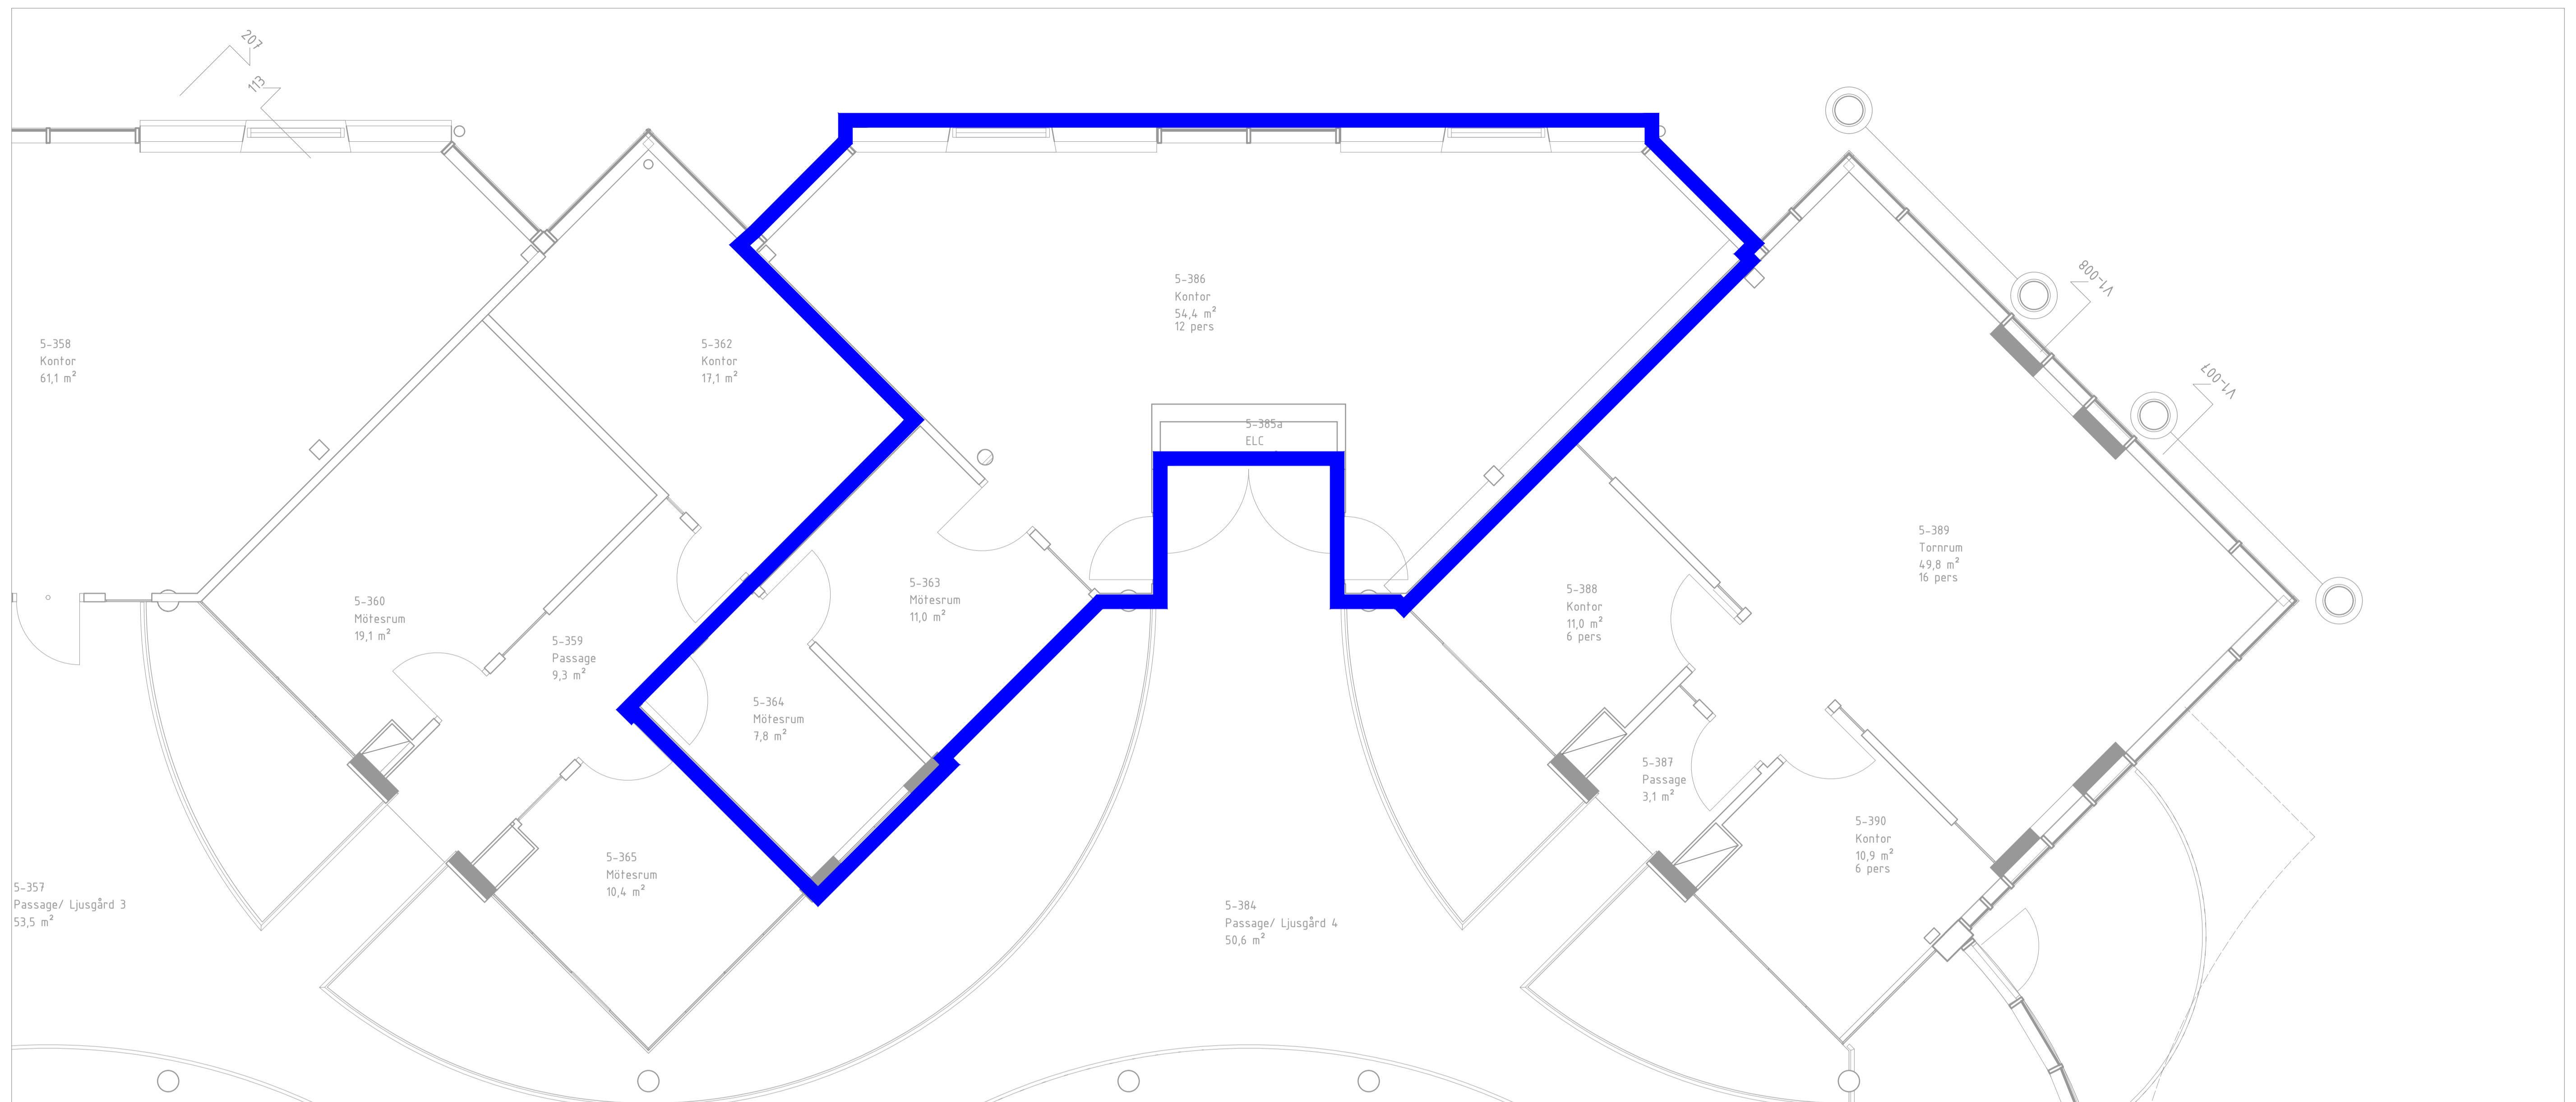 207
113
V1-008
V1-007
5-358
Kontor
61,1 m²
5-362
Kontor
17,1 m²
5-386
Kontor
54,4 m²
12 pers
5-385a
ELC
5-389
Tornrum
49,8 m²
16 pers
5-360
Mötesrum
19,1 m²
5-359
Passage
9,3 m²
5-363
Mötesrum
11,0 m²
5-388
Kontor
11,0 m²
6 pers
5-364
Mötesrum
7,8 m²
5-387
Passage
3,1 m²
5-365
Mötesrum
10,4 m²
5-390
Kontor
10,9 m²
6 pers
5-357
Passage/ Ljusgård 3
53,5 m²
5-384
Passage/ Ljusgård 4
50,6 m²